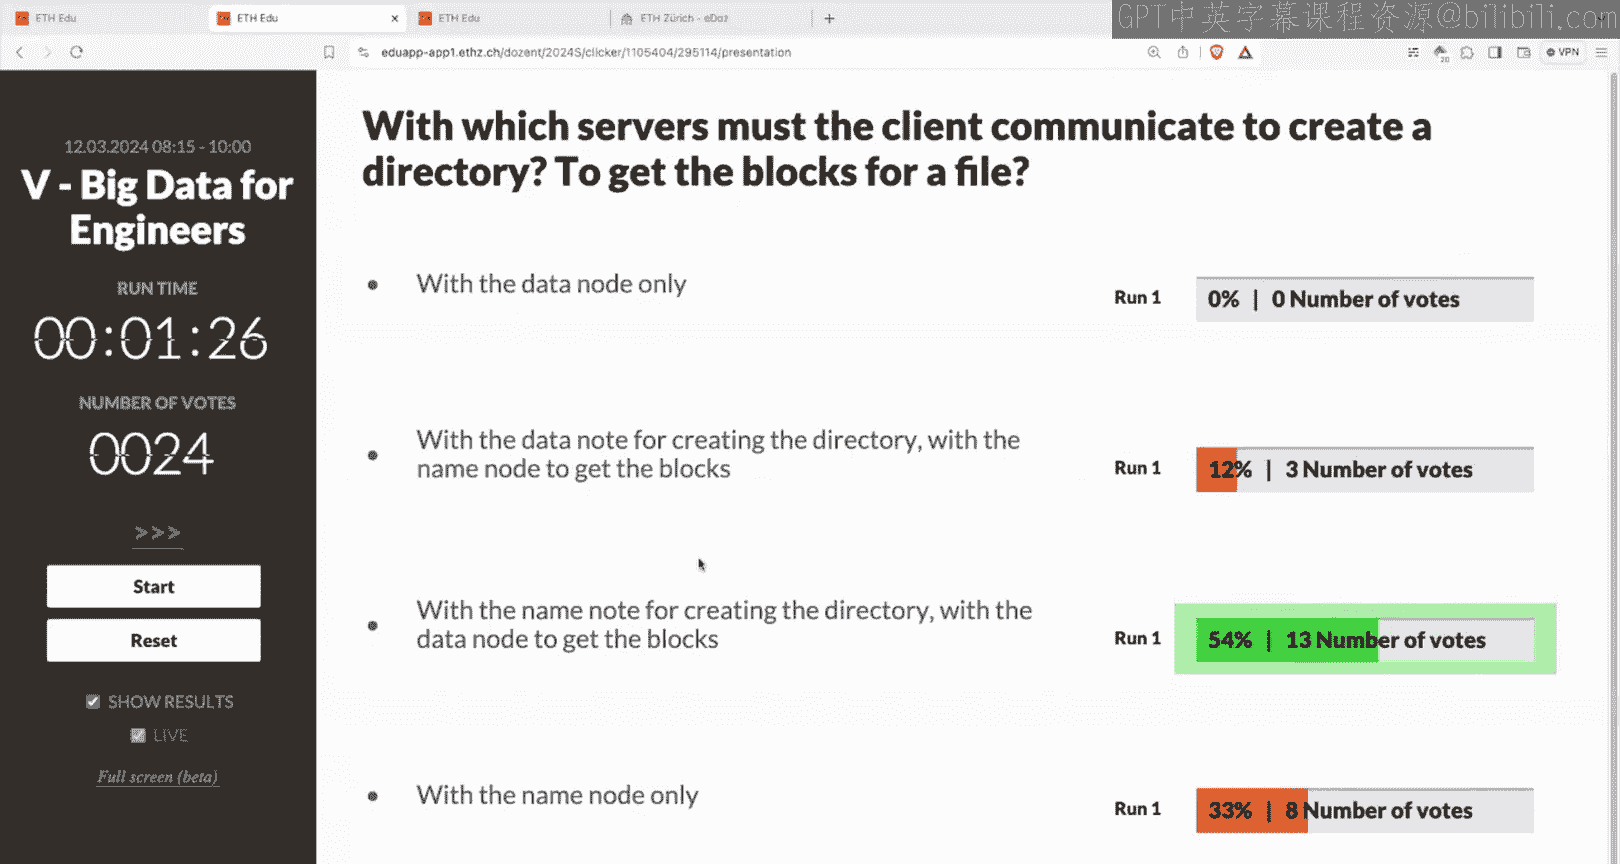 ETH Edu
ETH Edu
ETH Edu
ETH Zürich - eDoz
GPT中英字幕课程资源@bilibili.com
eduapp-app1.ethz.ch/dozent/2024S/clicker/1105404/295114/presentation
20
VPN
12.03.2024 08:15 - 10:00
V - Big Data for
Engineers
RUN TIME
00:01:26
NUMBER OF VOTES
0024
>>>
Start
Reset
SHOW RESULTS
LIVE
Full screen (beta)
With which servers must the client communicate to create a
directory? To get the blocks for a file?
With the data node only
Run 1
0% | 0 Number of votes
With the data note for creating the directory, with the
name node to get the blocks
Run 1
12% | 3 Number of votes
With the name note for creating the directory, with the
data node to get the blocks
Run 1
54% | 13 Number of votes
With the name node only
Run 1
33% | 8 Number of votes